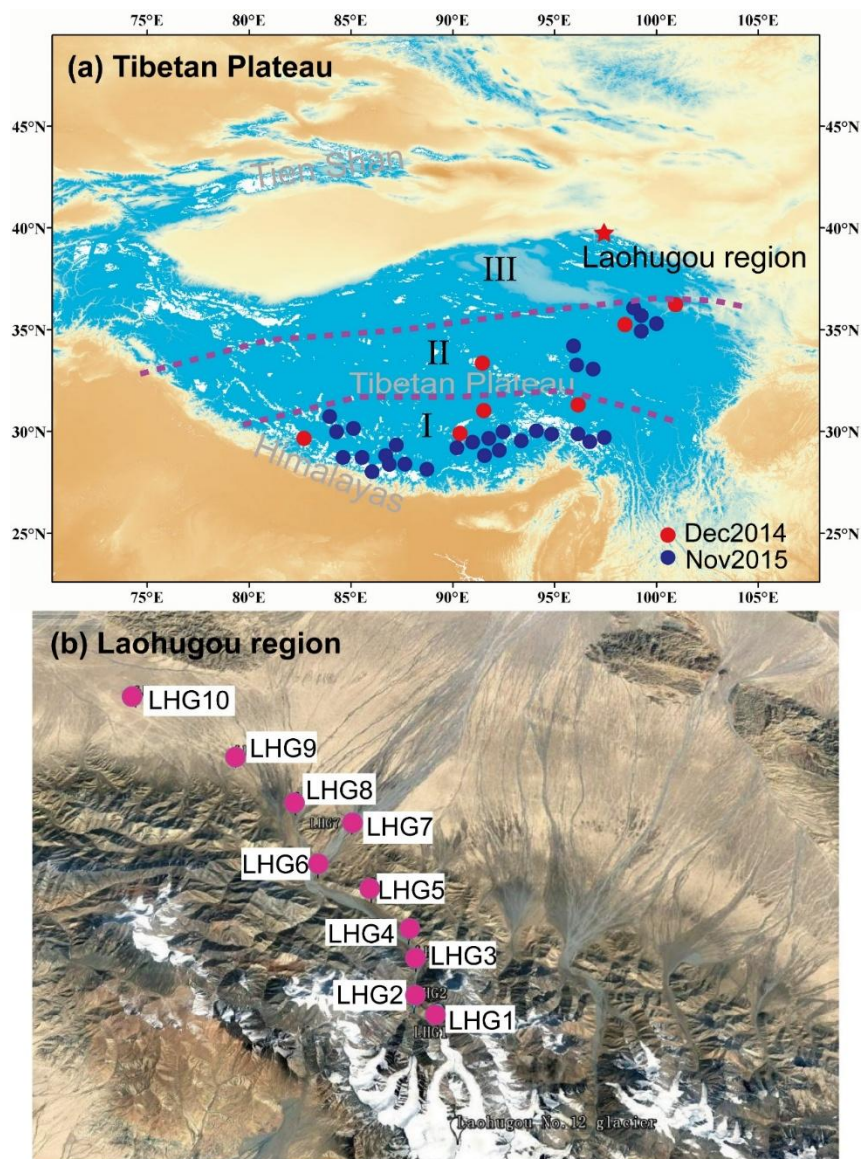 75°E 80°E 85°E 90°E 95°E 100°E 105°E
(a) Tibetan Plateau
45°N 45°N
Tien Shan
40°N 40°N
III
Laohugou region
35°N 35°N
II
Tibetan Plateau
I
30°N 30°N
Himalayas
25°N 25°N
Dec2014
Nov2015
75°E 80°E 85°E 90°E 95°E 100°E 105°E
(b) Laohugou region
LHG10
LHG9
LHG8
LHG7 LHG7
LHG6
LHG5
LHG4
LHG3
LHG2 HG2
LHG1
LHG1
Laohugou No.12 glacier